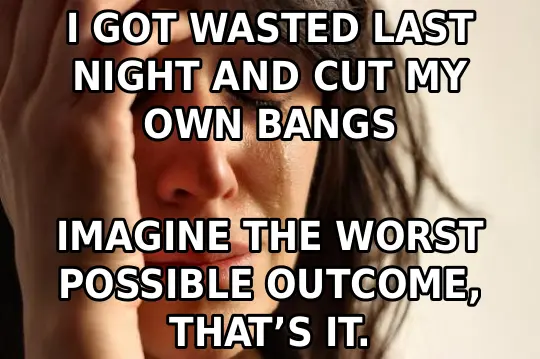 I GOT WASTED LAST
NIGHT AND CUT MY
OWN BANGS
IMAGINE THE WORST
POSSIBLE OUTCOME,
THAT’S IT.